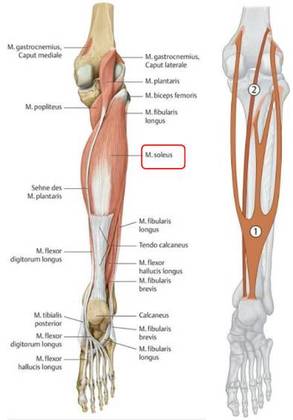 M. gastrocnemius,
Caput mediale
M. popliteus
Sehne des
M. plantaris
M. flexor
digitorum longus
M. tibialis
posterior
M. flexor
digitorum longus
M. flexor
hallucis longus
M. gastrocnemius,
Caput laterale
M. plantaris
M. biceps femoris
M. fibularis
longus
M. soleus
M. fibularis
longus
Tendo calcaneus
M. flexor
hallucis longus
M. fibularis
brevis
Calcaneus
M. fibularis
brevis
M. fibularis
longus
2
1